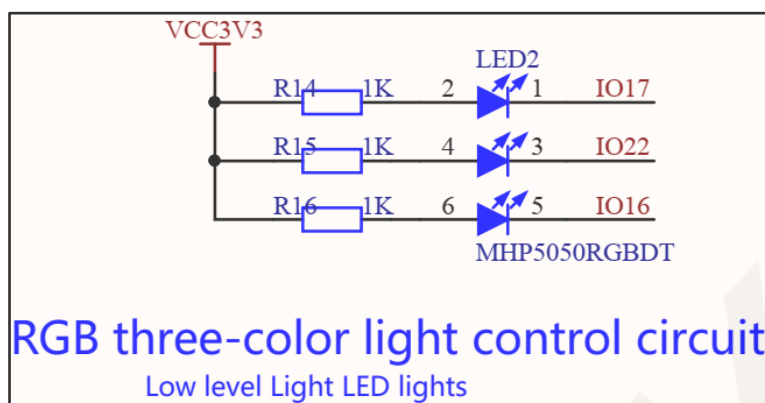 VCC3V3
LED2
R14 1K 2 1 IO17
R15 1K 4 3 IO22
R16 1K 6 5 IO16
MHP5050RGBDT
RGB three-color light control circuit
Low level Light LED lights